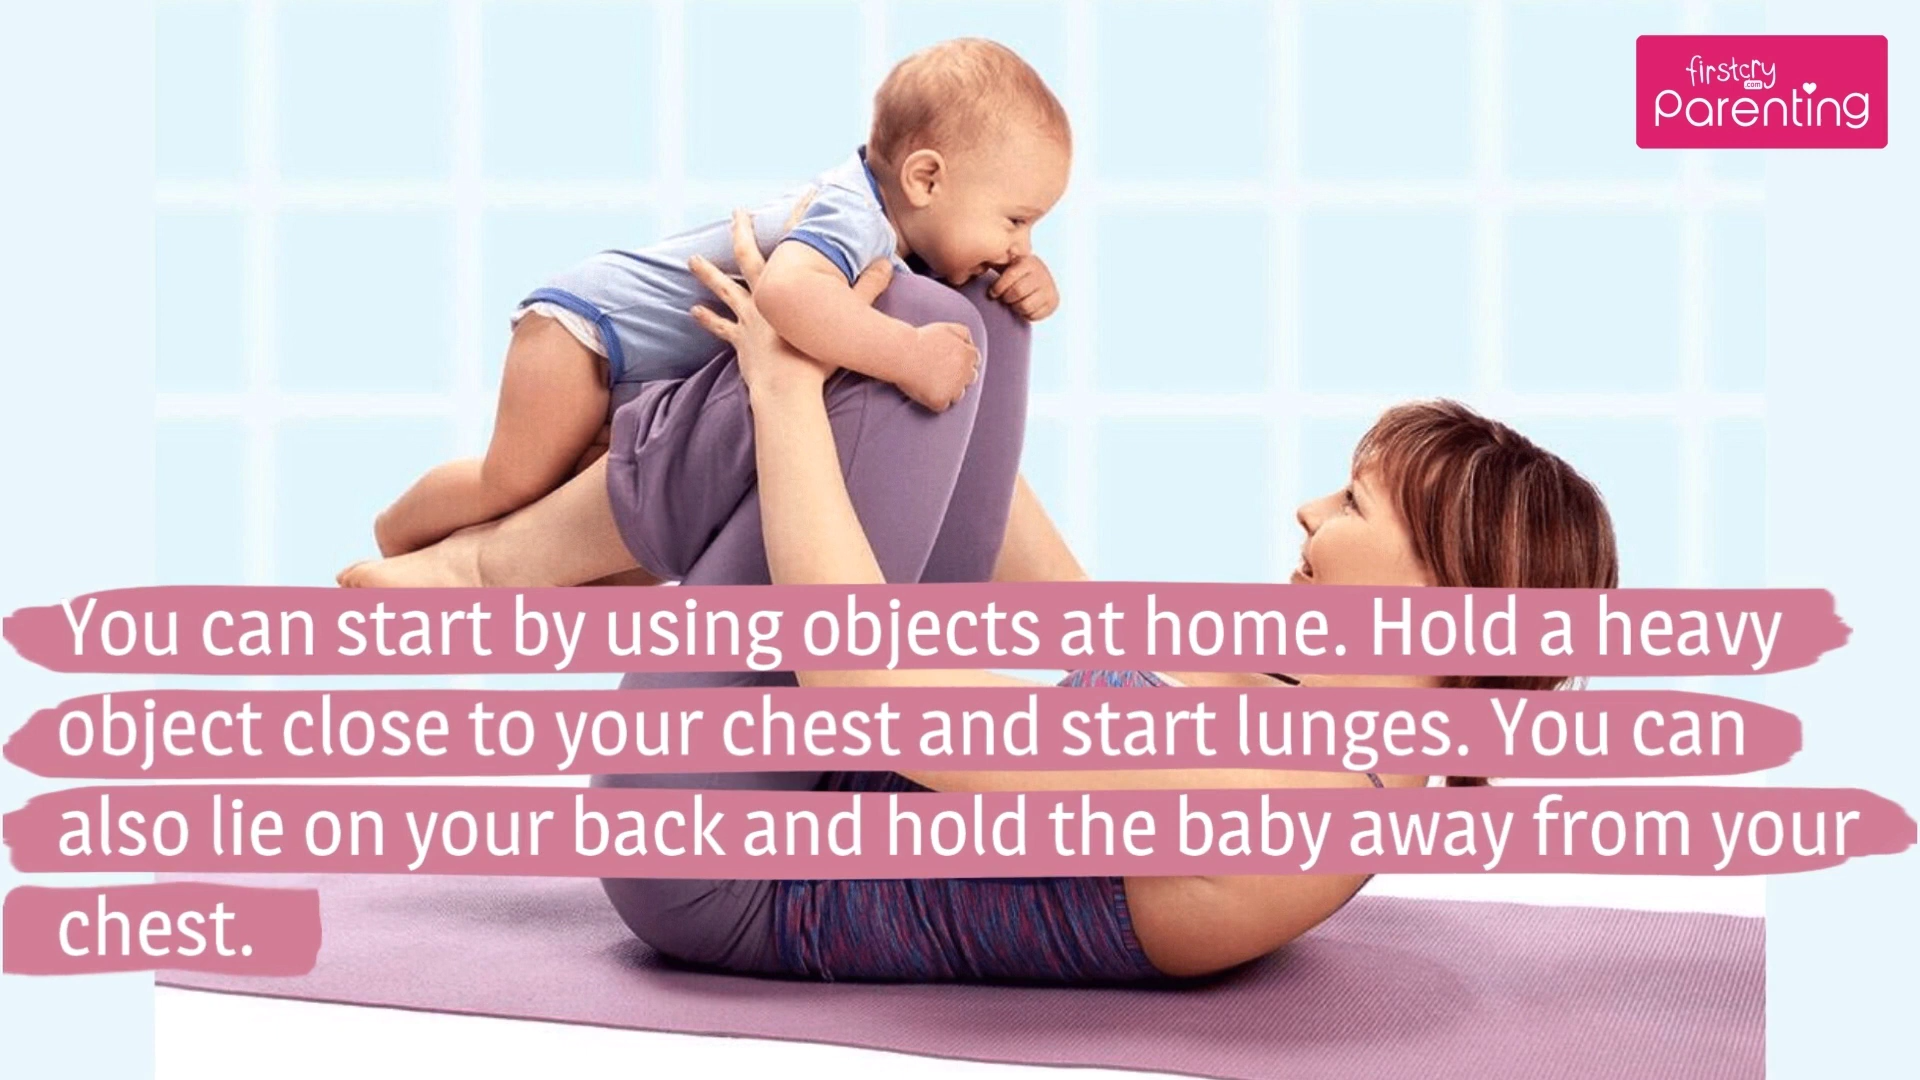 firstcry
.com
Parenting
You can start by using objects at home. Hold a heavy
object close to your chest and start lunges. You can
also lie on your back and hold the baby away from your
chest.